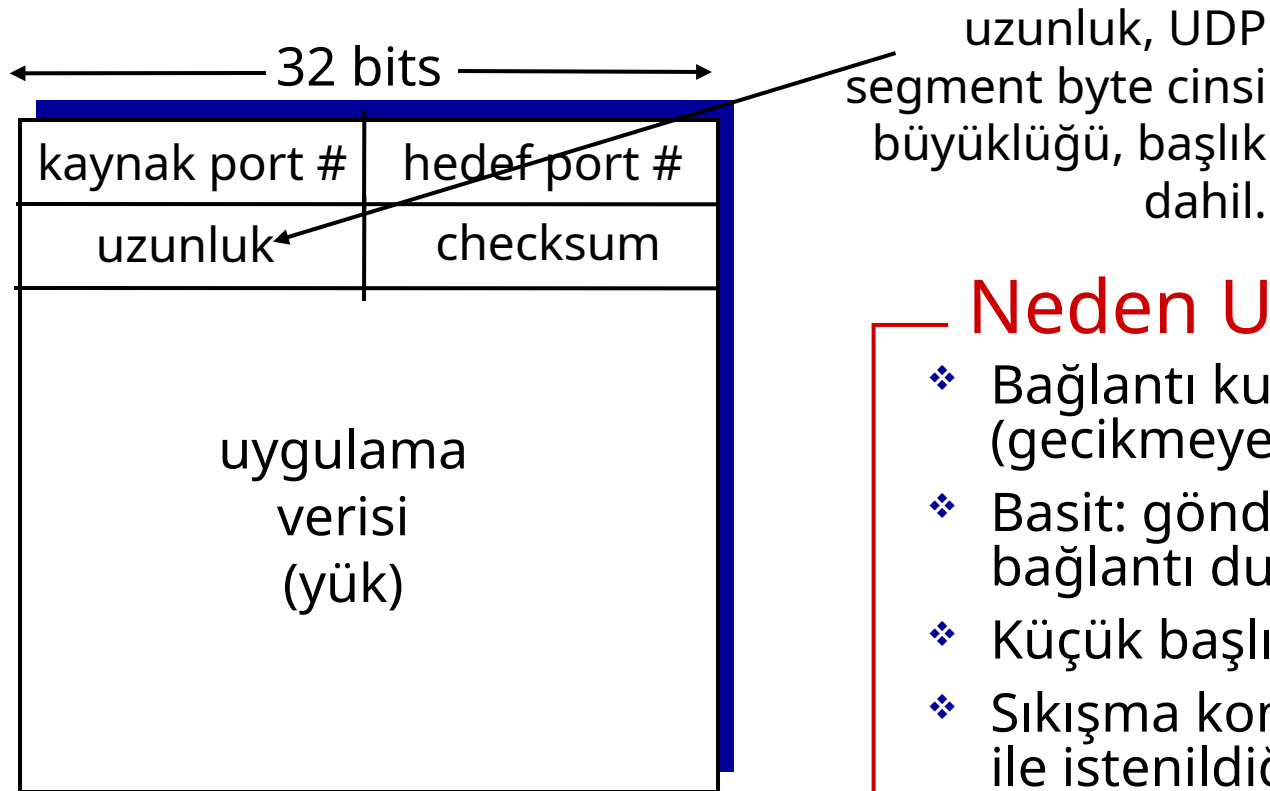 32 bits
kaynak port #
hedef port #
uzunluk
checksum
uygulama
verisi
(yük)
uzunluk, UDP
segment byte cinsi
büyüklüğü, başlık
dahil.
Neden U
Bağlantı ku
(gecikmeye
Basit: gönd
bağlantı du
Küçük başlı
Sıkışma kon
ile istenildiğ